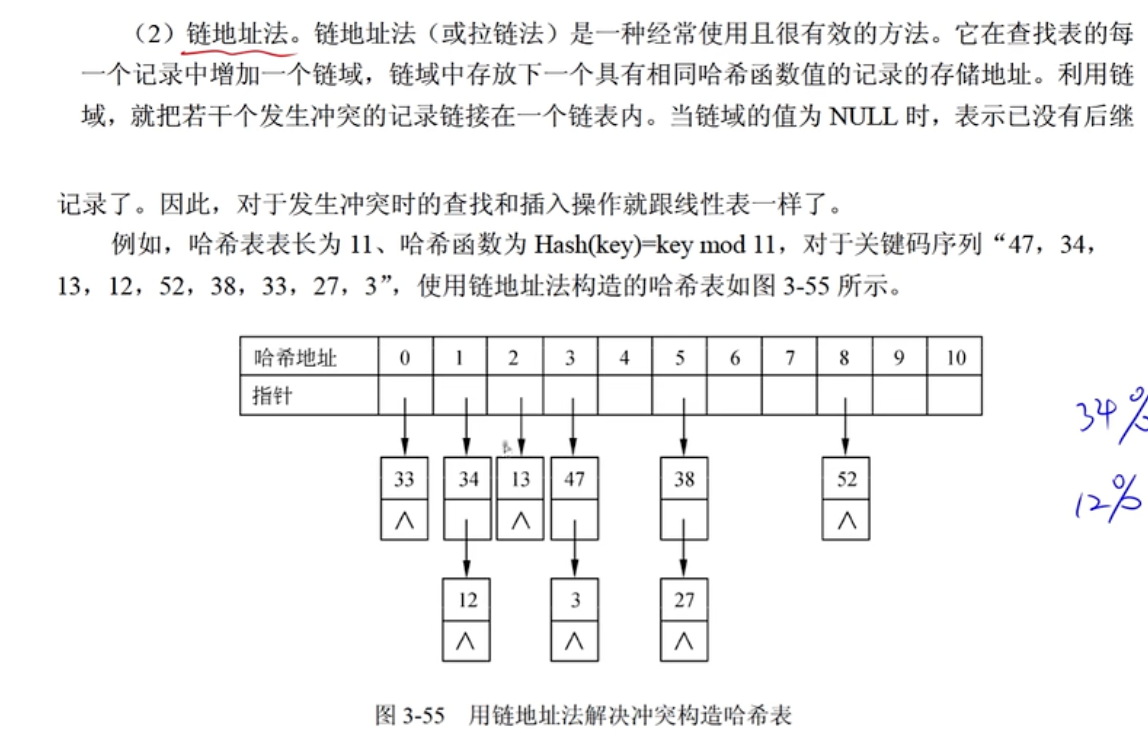 （2）链地址法。链地址法（或拉链法）是一种经常使用且很有效的方法。它在查找表的每
一个记录中增加一个链域，链域中存放下一个具有相同哈希函数值的记录的存储地址。利用链
域，就把若干个发生冲突的记录链接在一个链表内。当链域的值为 NULL 时，表示已没有后继
记录了。因此，对于发生冲突时的查找和插入操作就跟线性表一样了。
例如，哈希表表长为 11、哈希函数为 Hash(key)=key mod 11，对于关键码序列“47，34，
13，12，52，38，33，27，3”，使用链地址法构造的哈希表如图 3-55 所示。
哈希地址 0 1 2 3 4 5 6 7 8 9 10
指针
34%
33 34 13 47 38 52
∧ ∧ ∧
12%
12 3 27
∧ ∧ ∧
图 3-55 用链地址法解决冲突构造哈希表